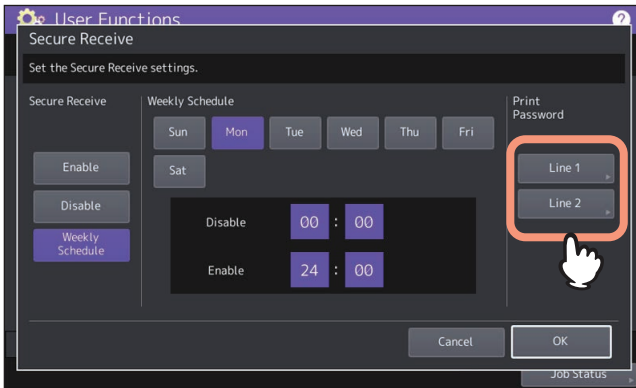 User Functions
?
Secure Receive
Set the Secure Receive settings.
Secure Receive
Enable
Disable
Weekly
Schedule
Weekly Schedule
Sun Mon Tue Wed Thu Fri
Sat
Disable 00 : 00
Enable 24 : 00
Print
Password
Line 1
Line 2
Cancel OK
Job Status